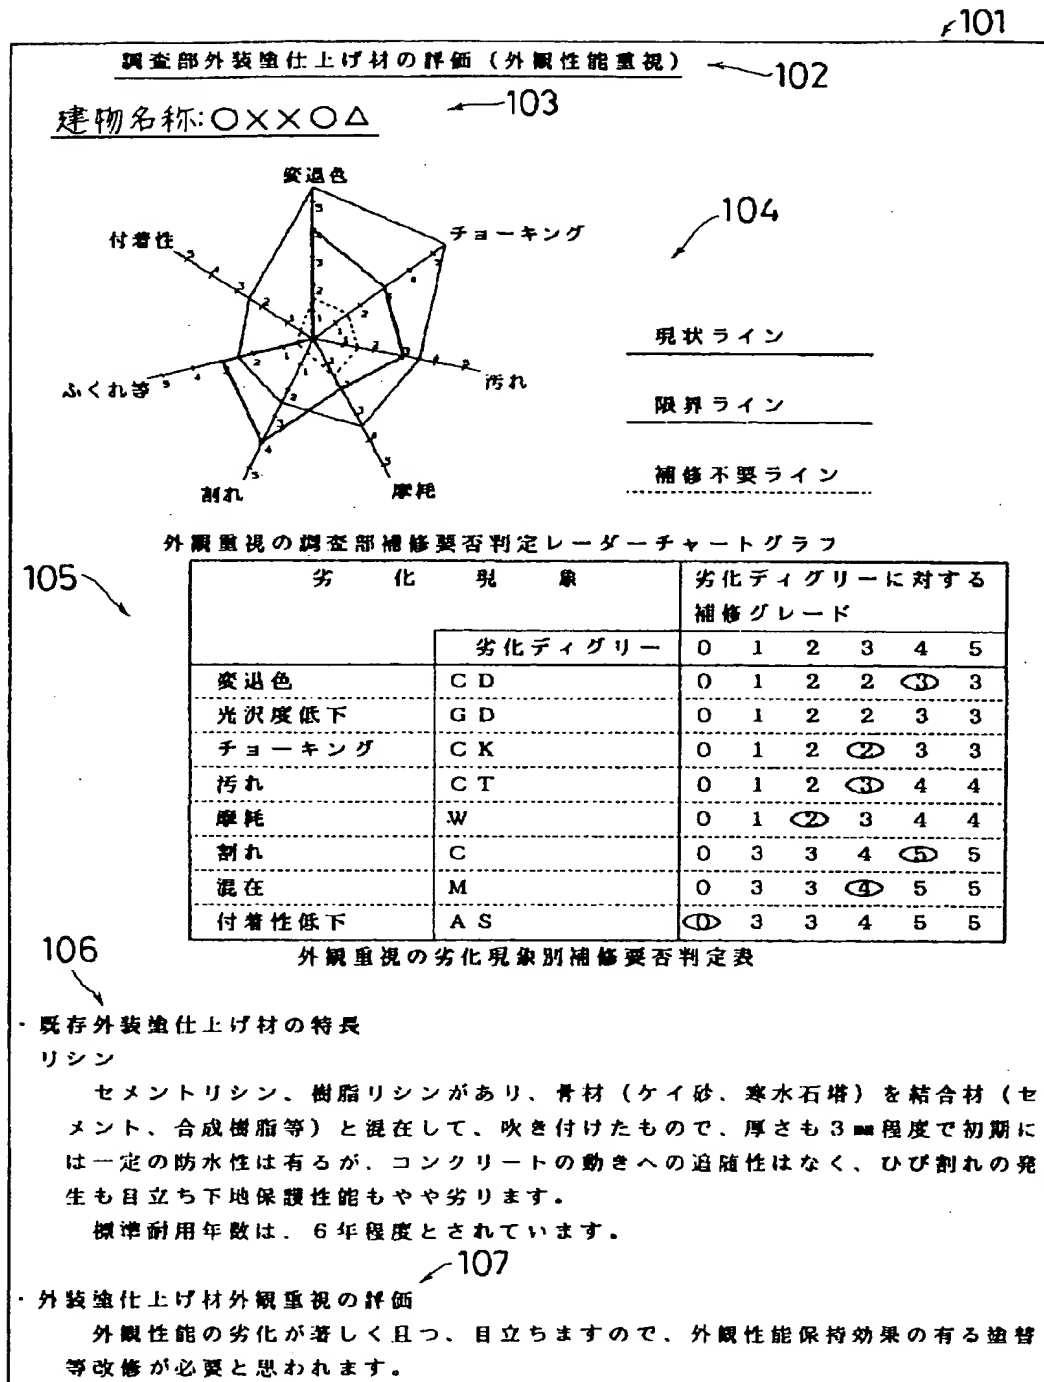 101
調査部外装塗仕上げ材の評価（外観性能重視）
102
建物名称:○××○△
103
104
変退色
チョーキング
汚れ
摩耗
割れ
ふくれ等
付着性
現状ライン
限界ライン
補修不要ライン
外観重視の調査部補修要否判定レーダーチャートグラフ
105
劣化現象 劣化ディグリーに対する
補修グレード
劣化ディグリー 0 1 2 3 4 5
変退色 CD 0 1 2 2 3 3
光沢度低下 GD 0 1 2 2 3 3
チョーキング CK 0 1 2 2 3 3
汚れ CT 0 1 2 3 4 4
摩耗 W 0 1 2 3 4 4
割れ C 0 3 3 4 5 5
混在 M 0 3 3 4 5 5
付着性低下 AS 0 3 3 4 5 5
外観重視の劣化現象別補修要否判定表
106
・既存外装塗仕上げ材の特長
リシン
セメントリシン、樹脂リシンがあり、骨材（ケイ砂、寒水石塔）を結合材（セ
メント、合成樹脂等）と混在して、吹き付けたもので、厚さも3㎜程度で初期に
は一定の防水性は有るが、コンクリートの動きへの追随性はなく、ひび割れの発
生も目立ち下地保護性能もやや劣ります。
標準耐用年数は、6年程度とされています。
107
・外装塗仕上げ材外観重視の評価
外観性能の劣化が著しく且つ、目立ちますので、外観性能保持効果の有る塗替
等改修が必要と思われます。